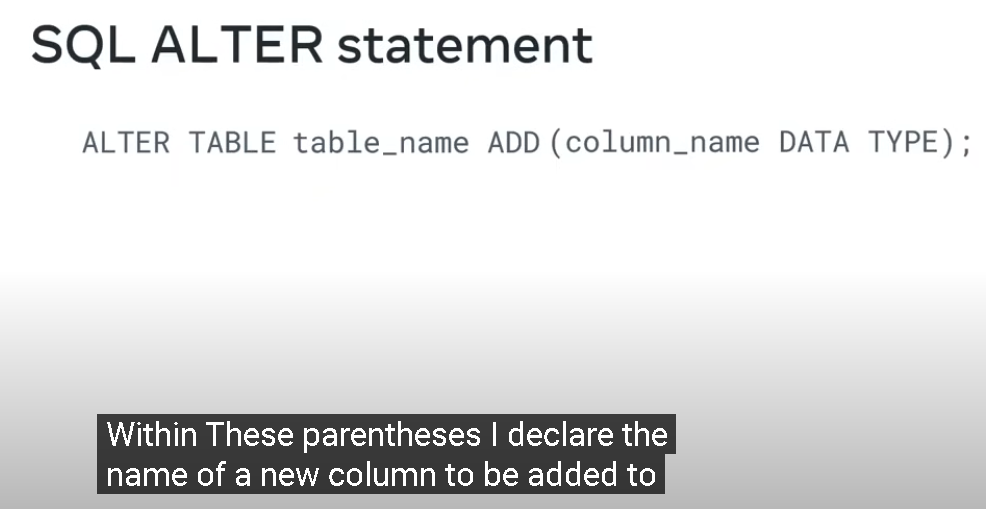 SQL ALTER statement
ALTER TABLE table_name ADD (column_name DATA TYPE);
Within These parentheses I declare the
name of a new column to be added to